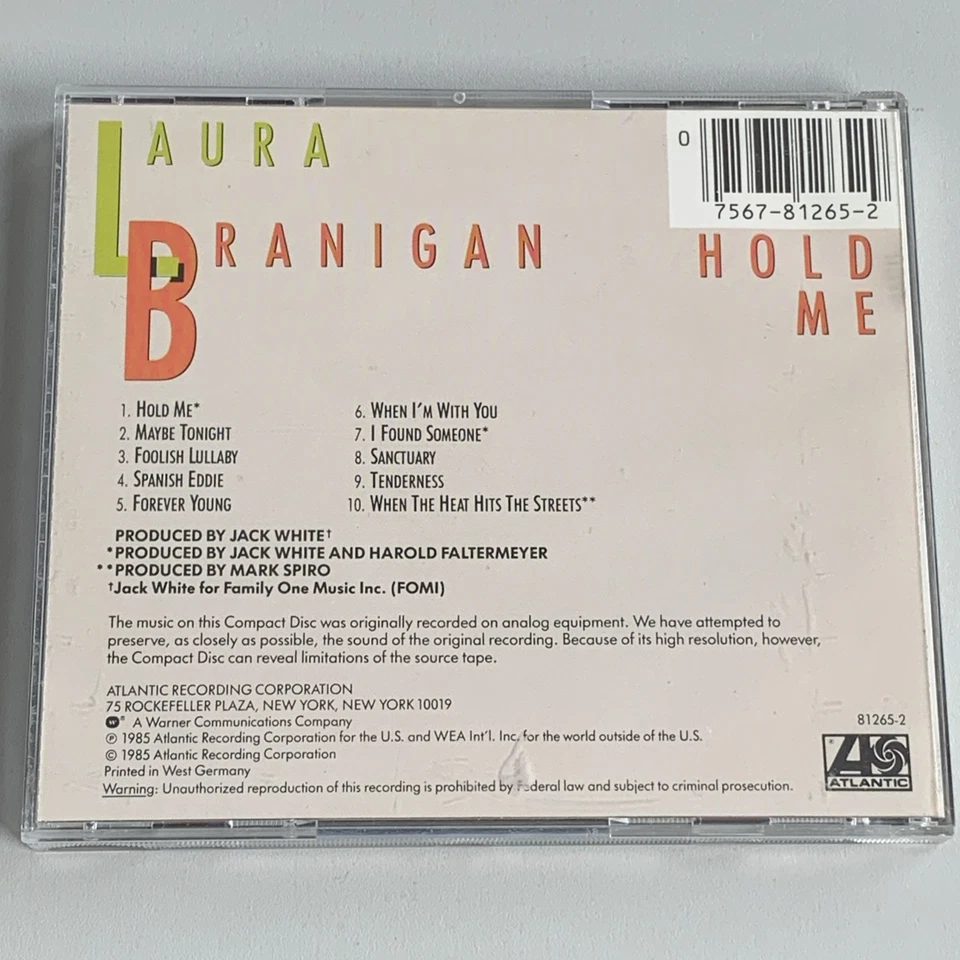 LAURA
BRANIGAN
0
7567-81265-2
HOLD
ME
1. HOLD ME*
2. MAYBE TONIGHT
3. FOOLISH LULLABY
4. SPANISH EDDIE
5. FOREVER YOUNG
6. WHEN I'M WITH YOU
7. I FOUND SOMEONE*
8. SANCTUARY
9. TENDERNESS
10. WHEN THE HEAT HITS THE STREETS**
PRODUCED BY JACK WHITE†
*PRODUCED BY JACK WHITE AND HAROLD FALTERMEYER
**PRODUCED BY MARK SPIRO
†Jack White for Family One Music Inc. (FOMI)
The music on this Compact Disc was originally recorded on analog equipment. We have attempted to
preserve, as closely as possible, the sound of the original recording. Because of its high resolution, however,
the Compact Disc can reveal limitations of the source tape.
ATLANTIC RECORDING CORPORATION
75 ROCKEFELLER PLAZA, NEW YORK, NEW YORK 10019
A Warner Communications Company
℗ 1985 Atlantic Recording Corporation for the U.S. and WEA Int'l. Inc. for the world outside of the U.S.
© 1985 Atlantic Recording Corporation
Printed in West Germany
Warning: Unauthorized reproduction of this recording is prohibited by Federal law and subject to criminal prosecution.
81265-2
ATLANTIC